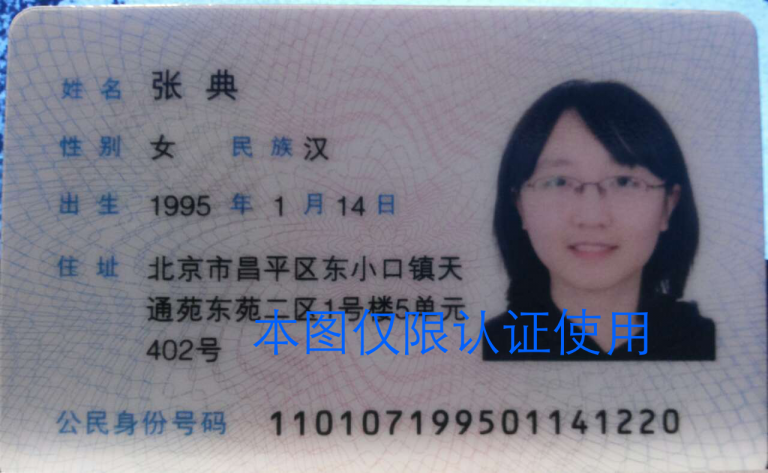 姓名 张典
性别 女 民族 汉
出生 1995 年 1 月 14 日
住址 北京市昌平区东小口镇天
通苑东苑二区1号楼5单元
402号
本图仅限认证使用
公民身份号码 110107199501141220